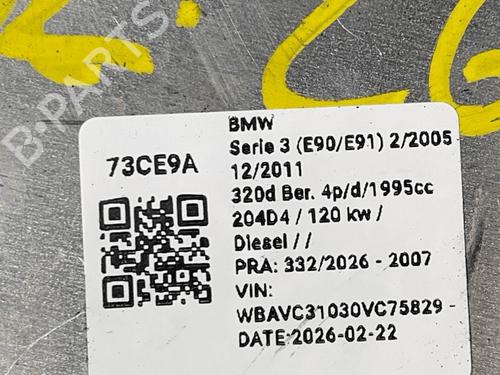 B-PARTS
73CE9A
BMW
Serie 3 (E90/E91) 2/2005
12/2011
320d Ber. 4p/d/1995cc
204D4 / 120 kw /
Diesel / /
PRA: 332/2026 - 2007
VIN:
WBAVC31030VC75829 -
DATE:2026-02-22